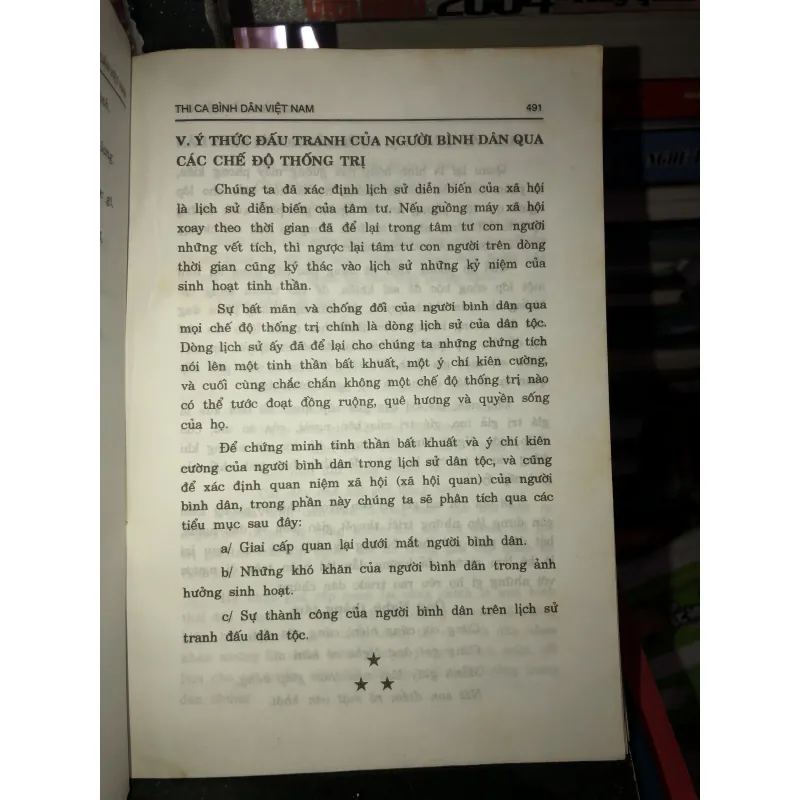 2004
THI CA BÌNH DÂN VIỆT NAM 491
V. Ý THỨC ĐẤU TRANH CỦA NGƯỜI BÌNH DÂN QUA
CÁC CHẾ ĐỘ THỐNG TRỊ
Chúng ta đã xác định lịch sử diễn biến của xã hội
là lịch sử diễn biến của tâm tư. Nếu guồng máy xã hội
xoay theo thời gian đã để lại trong tâm tư con người
những vết tích, thì ngược lại tâm tư con người trên dòng
thời gian cũng ký thác vào lịch sử những kỷ niệm của
sinh hoạt tinh thần.
Sự bất mãn và chống đối của người bình dân qua
mọi chế độ thống trị chính là dòng lịch sử của dân tộc.
Dòng lịch sử ấy đã để lại cho chúng ta những chứng tích
nói lên một tinh thần bất khuất, một ý chí kiên cường,
và cuối cùng chắc chắn không một chế độ thống trị nào
có thể tước đoạt đồng ruộng, quê hương và quyền sống
của họ.
Để chứng minh tinh thần bất khuất và ý chí kiên
cường của người bình dân trong lịch sử dân tộc, và cũng
để xác định quan niệm xã hội (xã hội quan) của người
bình dân, trong phần này chúng ta sẽ phân tích qua các
tiểu mục sau đây:
a/ Giai cấp quan lại dưới mắt người bình dân.
b/ Những khó khăn của người bình dân trong ảnh
hưởng sinh hoạt.
c/ Sự thành công của người bình dân trên lịch sử
tranh đấu dân tộc.